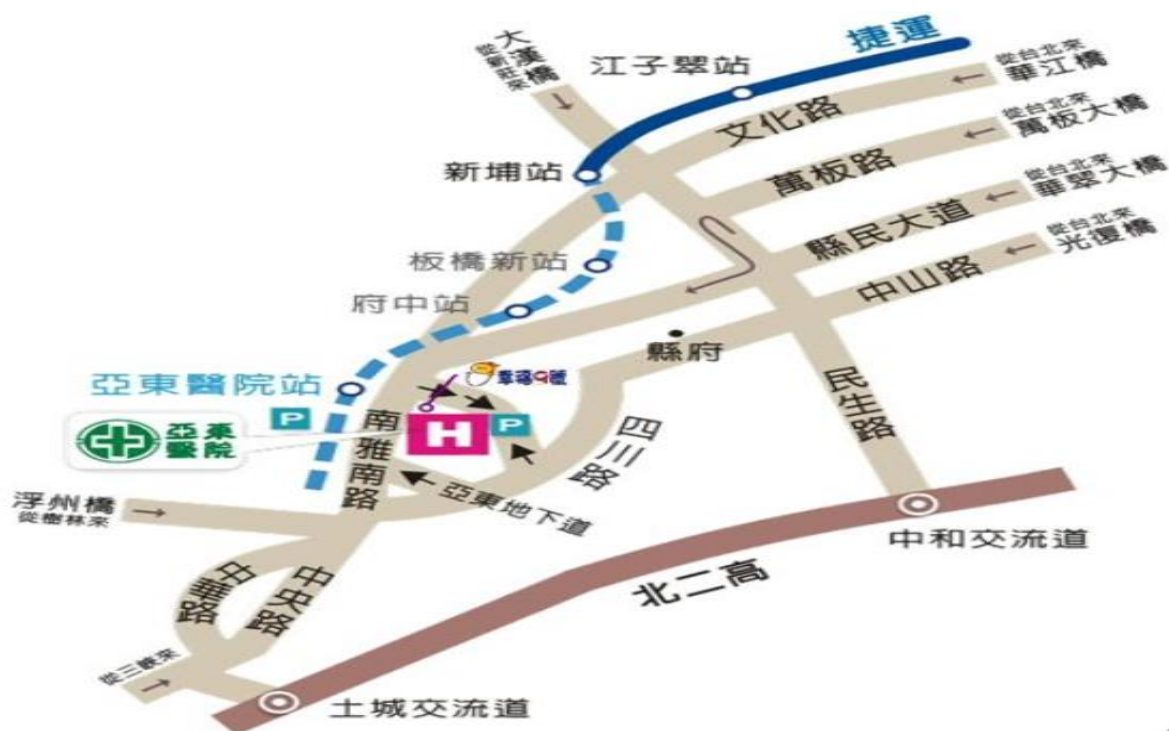 大漢橋
從新莊來
捷運
江子翠站
從台北來
華江橋
文化路
從台北來
萬板大橋
新埔站
萬板路
從台北來
華翠大橋
縣民大道
從台北來
光復橋
板橋新站
中山路
府中站
縣府
幸福9號
亞東醫院站
P
民生路
亞東
醫院
H
P
南雅南路
四三路
浮州橋
從樹林來
亞東地下道
中和交流道
北二高
中華路
中央路
從三峽來
土城交流道